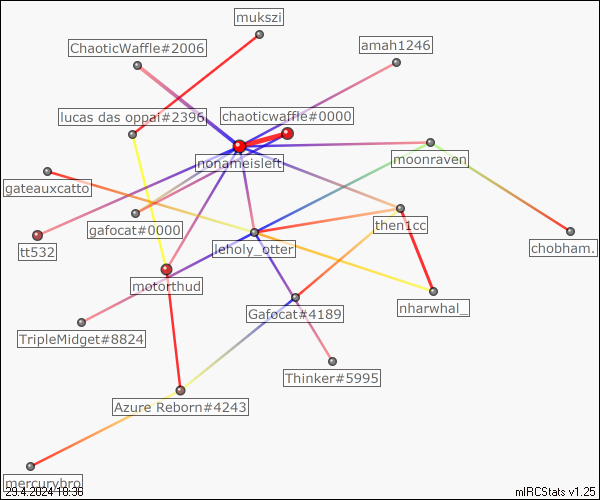 mukszi
ChaoticWaffle#2006
amah1246
lucas das oppai#2396
chaoticwaffle#0000
nonameisleft
moonraven
gateauxcatto
gafocat#0000
then1cc
tt532
leholy_otter
chobham.
motorthud
nharwhal_
Gafocat#4189
TripleMidget#8824
Thinker#5995
Azure Reborn#4243
mercurybro
29.4.2024 18:36
mIRCStats v1.25